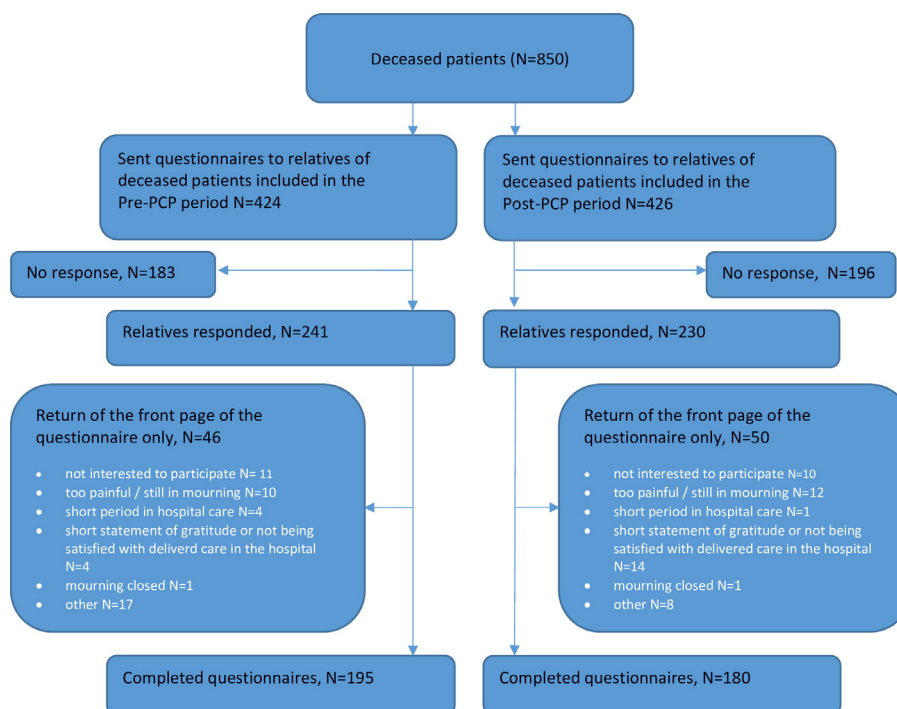 Deceased patients (N=850)
Sent questionnaires to relatives of
deceased patients included in the
Pre-PCP period N=424
Sent questionnaires to relatives of
deceased patients included in the
Post-PCP period N=426
No response, N=183
No response,  N=196
Relatives responded, N=241
Relatives responded, N=230
Return of the front page of the
questionnaire only, N=46
• not interested to participate N= 11
• too painful / still in mourning N=10
• short period in hospital care N=4
• short statement of gratitude or not being
satisfied with deliverd care in the hospital
N=4
• mourning closed N=1
• other N=17
Return of the front page of the
questionnaire only, N=50
• not interested to participate N=10
• too painful / still in mourning N=12
• short period in hospital care N=1
• short statement of gratitude or not being
satisfied with delivered care in the hospital
N=14
• mourning closed N=1
• other N=8
Completed questionnaires, N=195
Completed questionnaires, N=180